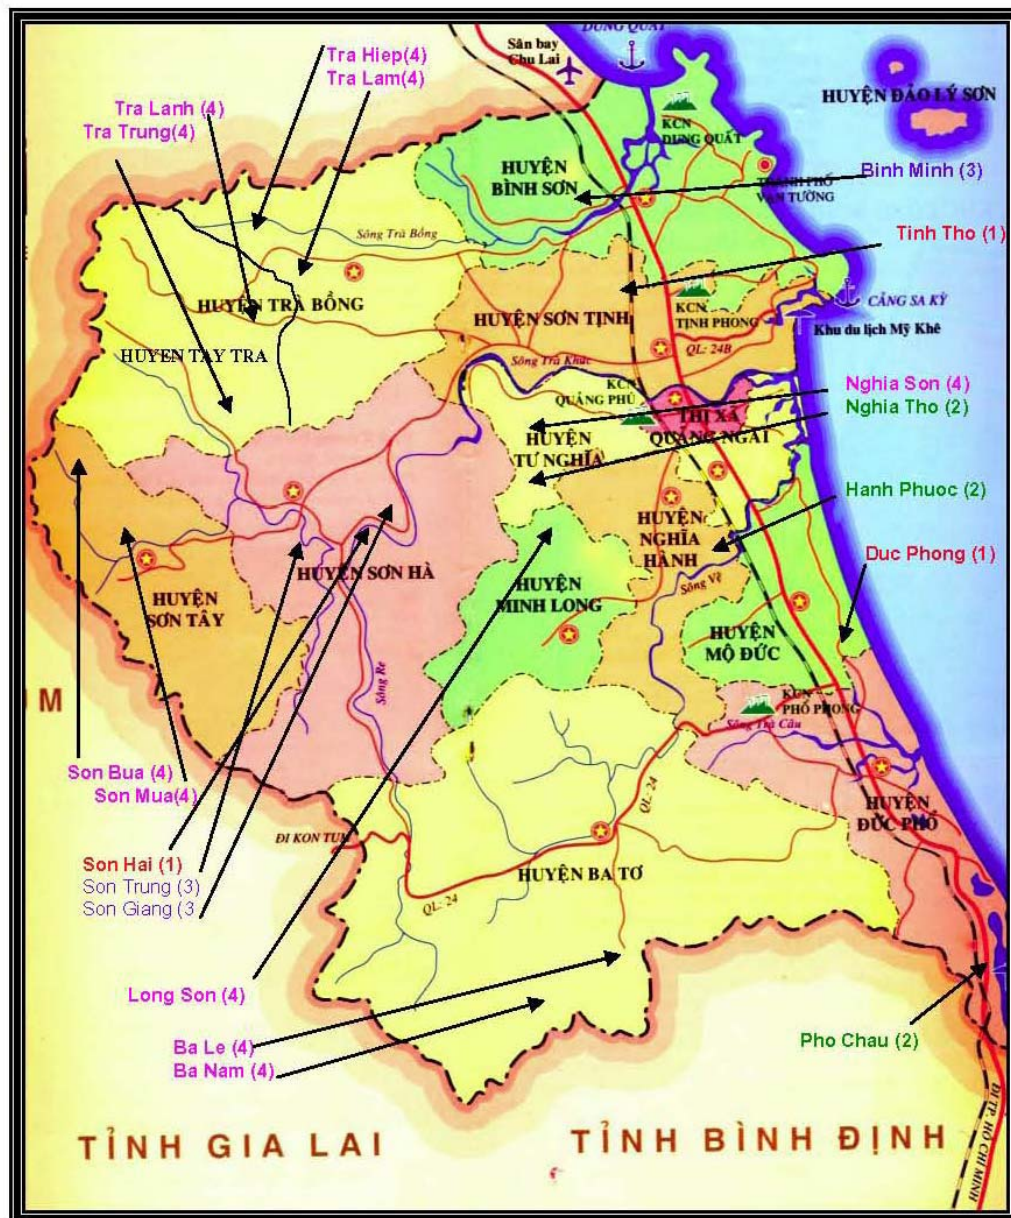 DUNG QUẤT
Sân bay
Chu Lai
Tra Hiep(4)
Tra Lam(4)
HUYỆN ĐẢO LÝ SƠN
Tra Lanh (4)
Tra Trung(4)
KCN
DUNG QUẤT
HUYỆN
BÌNH SƠN
Binh Minh (3)
THÀNH PHỐ
VẠN TƯỜNG
Sông Trà Bồng
Tinh Tho (1)
HUYỆN TRÀ BỒNG
CẢNG SA KỲ
HUYỆN SƠN TỊNH
KCN
TỊNH PHONG
Khu du lịch Mỹ Khê
HUYEN TAY TRA
QL: 24B
Sông Trà Khúc
KCN
QUẢNG PHÚ
Nghia Son (4)
Nghia Tho (2)
THỊ XÃ
QUẢNG NGÃI
HUYỆN
TƯ NGHĨA
Hanh Phuoc (2)
HUYỆN
NGHĨA
HÀNH
Duc Phong (1)
HUYỆN SƠN HÀ
HUYỆN
MINH LONG
Sông Vệ
HUYỆN
SƠN TÂY
HUYỆN
MỘ ĐỨC
Sông Re
UM
KCN
PHỔ PHONG
Sông Trà Câu
Son Bua (4)
Son Mua(4)
HUYỆN
ĐỨC PHỔ
QL: 24
ĐI KON TUM
Son Hai (1)
Son Trung (3)
Son Giang (3
HUYỆN BA TƠ
QL: 24
Long Son (4)
Ba Le (4)
Ba Nam (4)
Pho Chau (2)
ĐI TP. HỒ CHÍ MINH
TỈNH GIA LAI
TỈNH BÌNH ĐỊNH